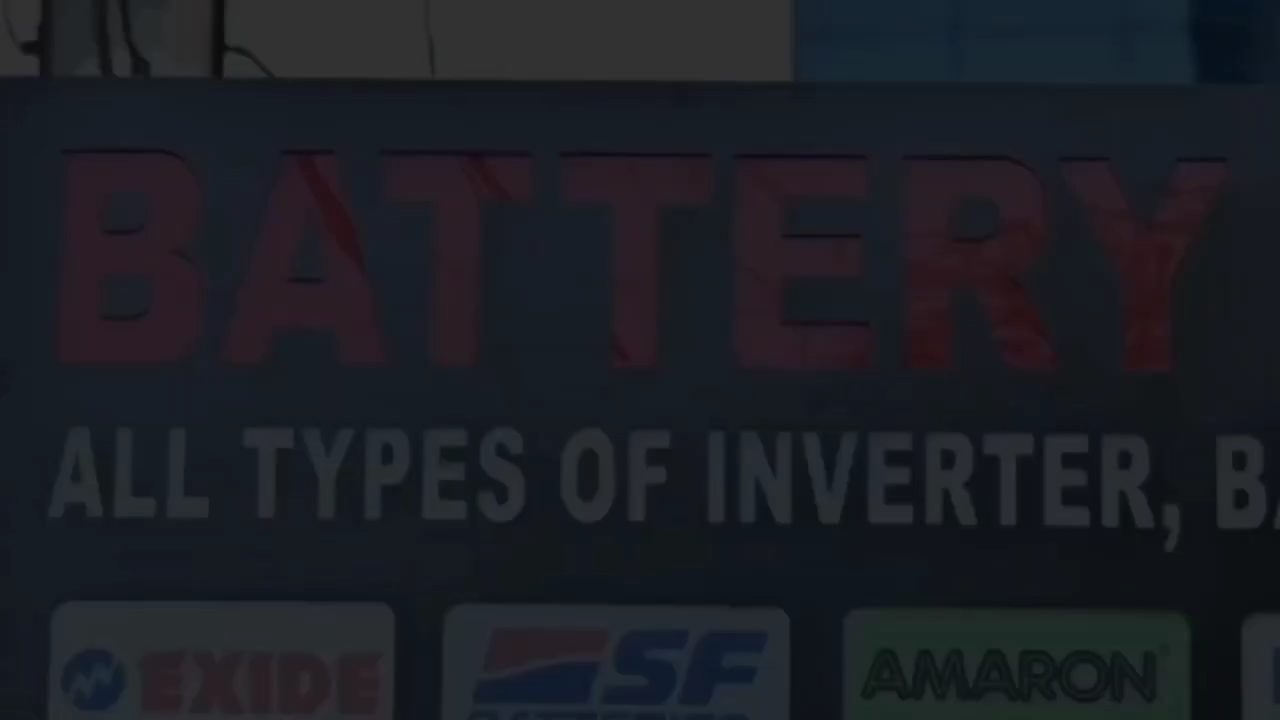 BATTERY
ALL TYPES OF INVERTER,
EXIDE SF AMARON